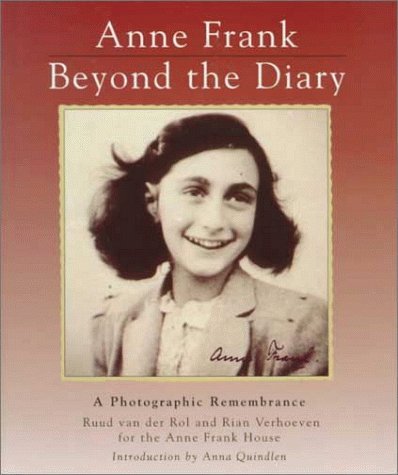 Anne Frank
Beyond the Diary
Anne Frank.
A Photographic Remembrance
Ruud van der Rol and Rian Verhoeven
for the Anne Frank House
Introduction by Anna Quindlen